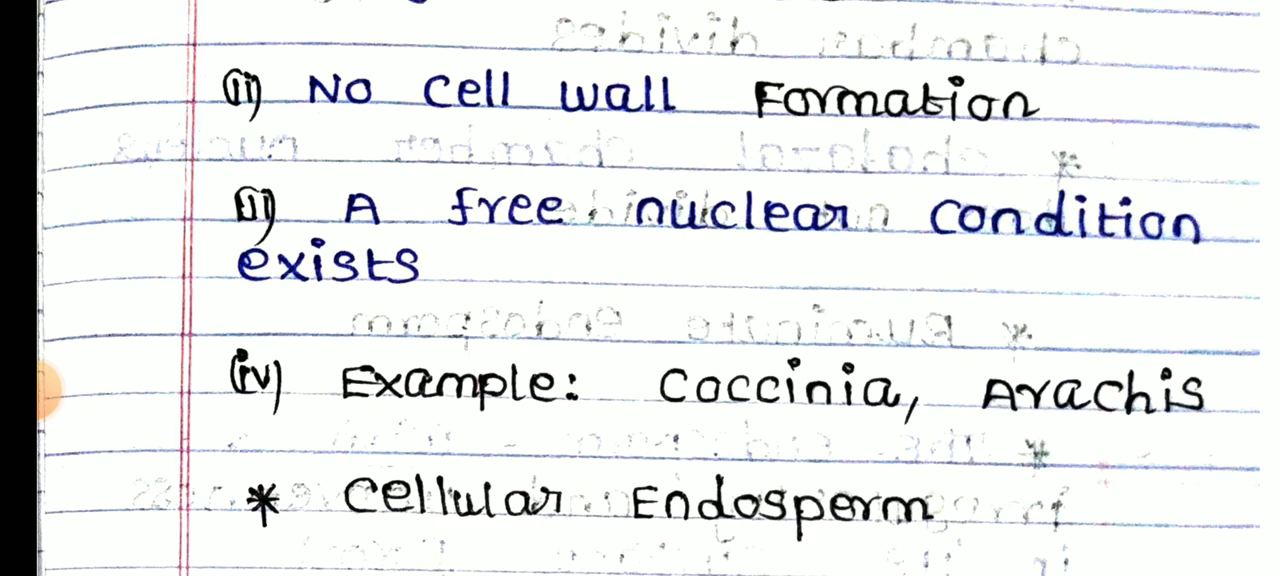 (ii) No cell wall Formation
(iii) A free nuclear condition
exists
(iv) Example: Coccinia, Arachis
* Cellular Endosperm